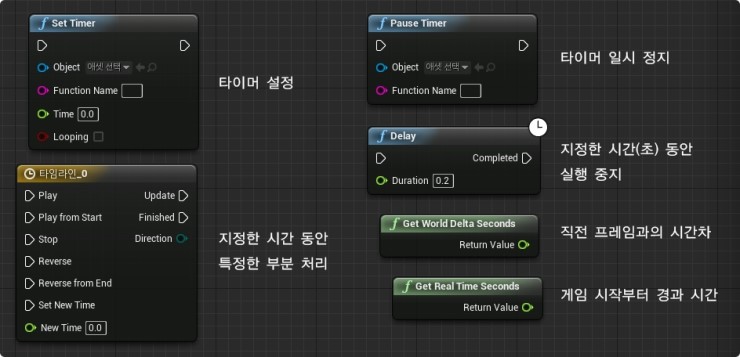 Set Timer
Object 애셋 선택
Function Name
Time 0.0
Looping
타이머 설정
Pause Timer
Object 애셋 선택
Function Name
타이머 일시 정지
Delay
Completed
Duration 0.2
지정한 시간(초) 동안
실행 중지
타임라인_0
Play Update
Play from Start Finished
Stop Direction
Reverse
Reverse from End
Set New Time
New Time 0.0
지정한 시간 동안
특정한 부분 처리
Get World Delta Seconds
Return Value
직전 프레임과의 시간차
Get Real Time Seconds
Return Value
게임 시작부터 경과 시간